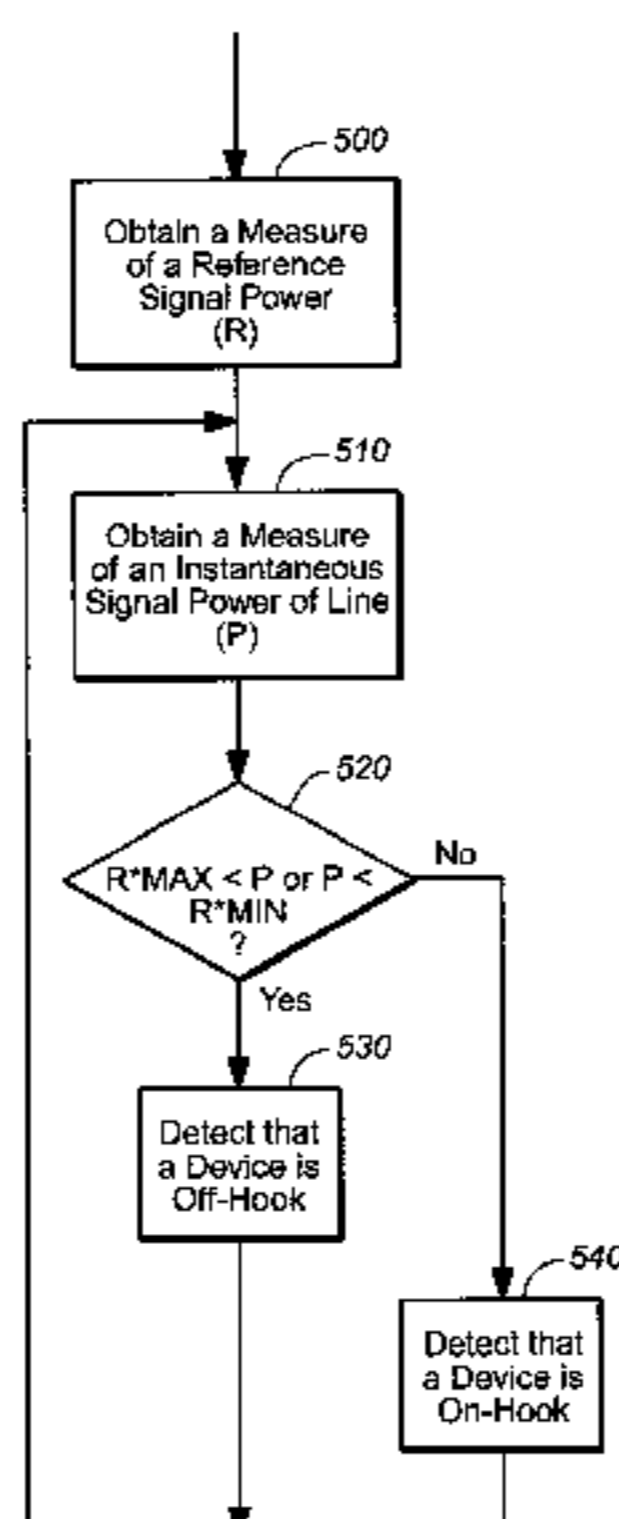 500
Obtain a Measure
of a Reference
Signal Power
(R)
510
Obtain a Measure
of an Instantaneous
Signal Power of Line
(P)
520
R*MAX < P or P <
R*MIN
?
No
Yes
530
Detect that
a Device is
Off-Hook
540
Detect that
a Device is
On-Hook